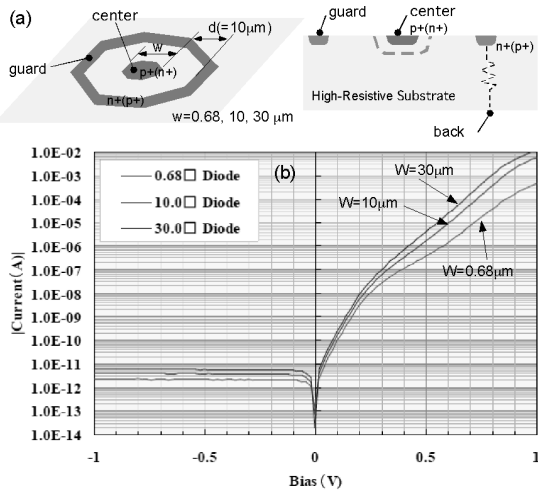 (a)
center
d(=10μm)
guard
w
p+(n+)
n+(p+)
w=0.68, 10, 30 μm
guard
center
p+(n+)
n+(p+)
High-Resistive Substrate
back
(b)
|Current(A)|
1.0E-02
1.0E-03
1.0E-04
1.0E-05
1.0E-06
1.0E-07
1.0E-08
1.0E-09
1.0E-10
1.0E-11
1.0E-12
1.0E-13
1.0E-14
0.68□ Diode
10.0□ Diode
30.0□ Diode
W=30μm
W=10μm
W=0.68μm
-1
-0.5
0
0.5
1
Bias(V)